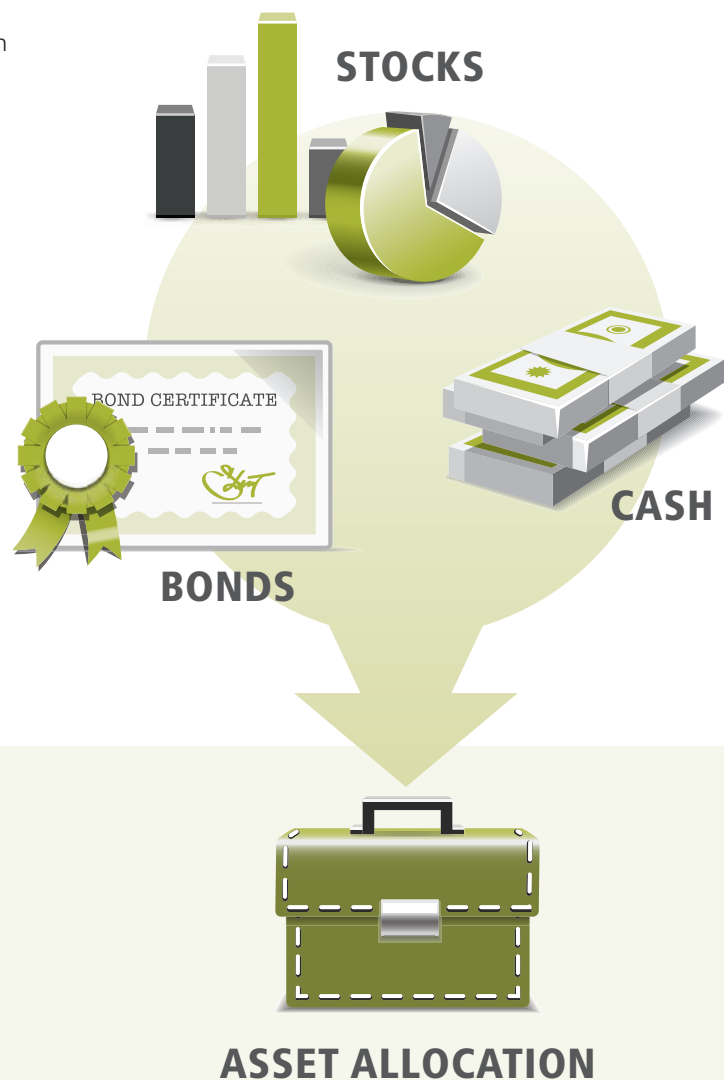 n
STOCKS
BOND CERTIFICATE
CASH
BONDS
ASSET ALLOCATION